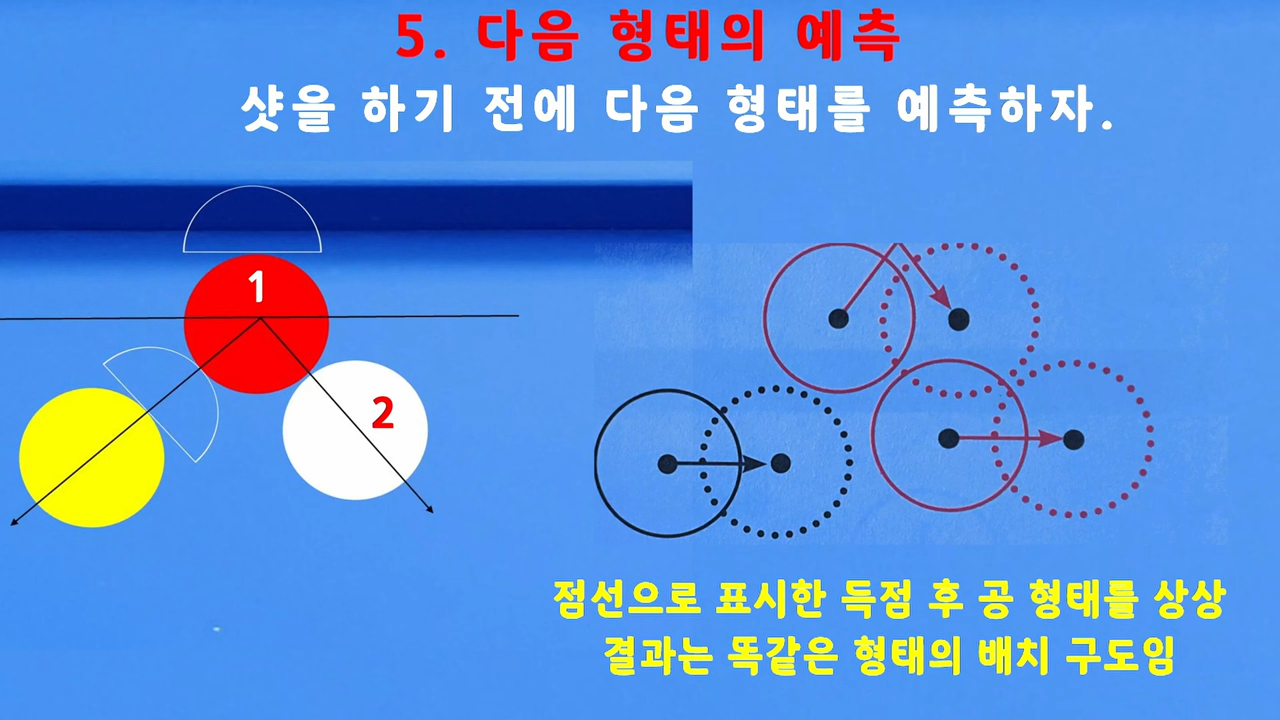 5. 다음 형태의 예측
샷을 하기 전에 다음 형태를 예측하자.
1
2
점선으로 표시한 득점 후 공 형태를 상상
결과는 똑같은 형태의 배치 구도임